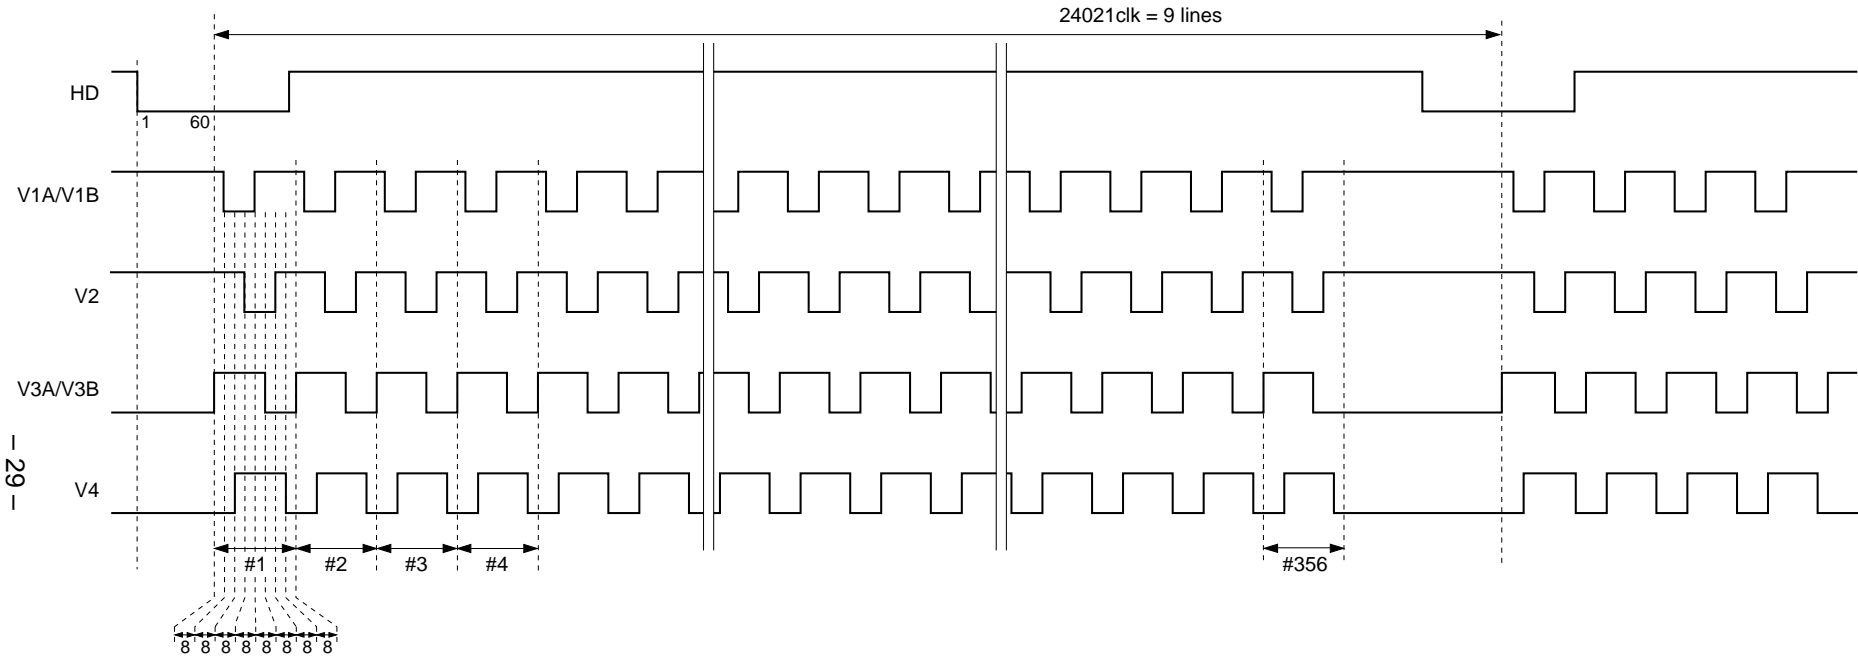 24021clk = 9 lines
HD
1 60
V1A/V1B
V2
V3A/V3B
V4
#1 #2 #3 #4 #356
8 8 8 8 8 8 8 8
– 29 –